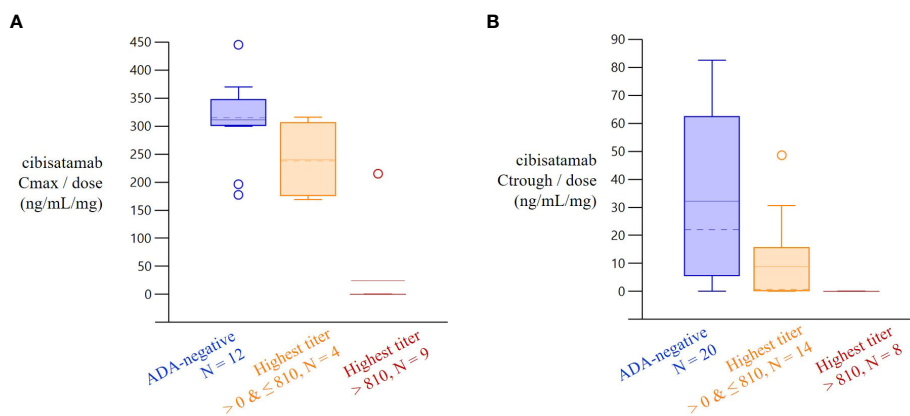 A
450
400
350
300
250
200
150
100
50
0
cibisatamab
Cmax / dose
(ng/mL/mg)
ADA-negative
N = 12
Highest titer
> 0 & ≤ 810, N = 4
Highest titer
> 810, N = 9
B
90
80
70
60
50
40
30
20
10
0
cibisatamab
Ctrough / dose
(ng/mL/mg)
ADA-negative
N = 20
Highest titer
> 0 & ≤ 810, N = 14
Highest titer
> 810, N = 8